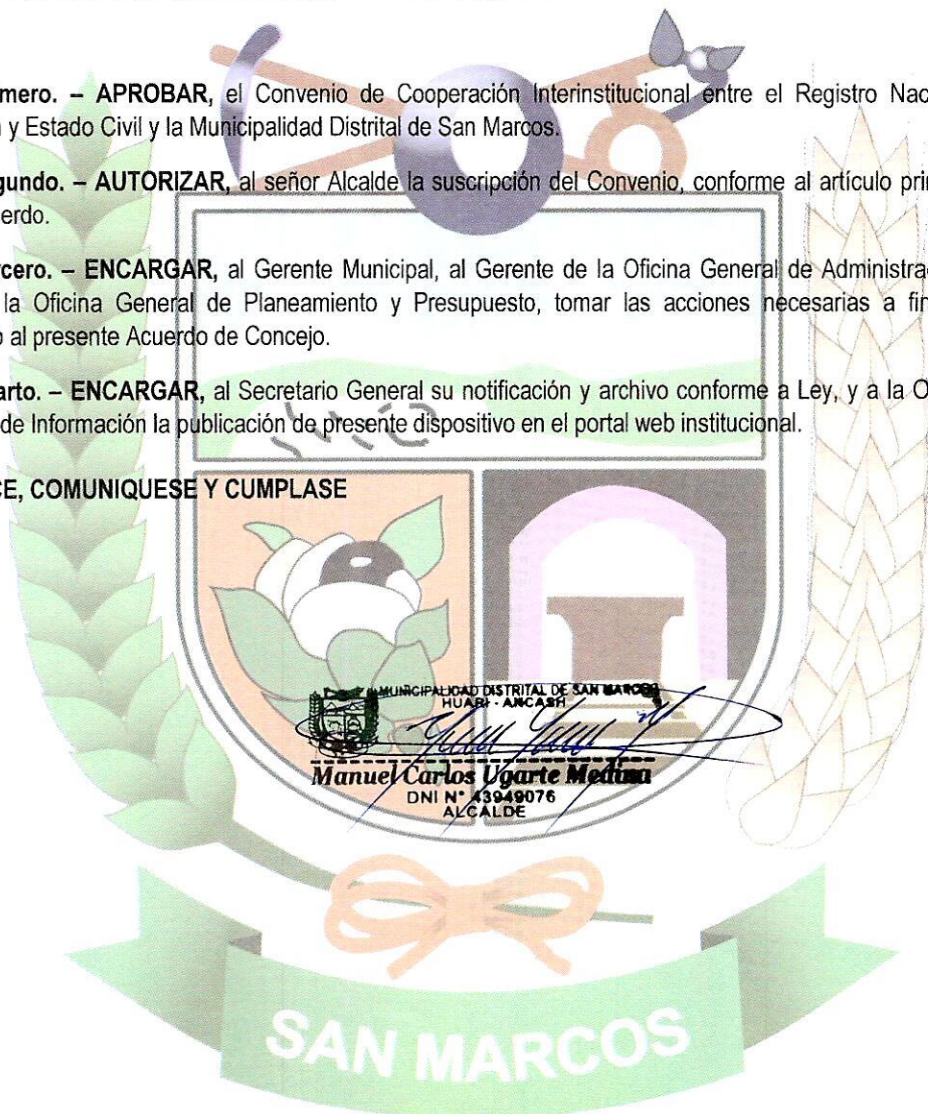 mero. – APROBAR, el Convenio de Cooperación Interinstitucional entre el Registro Nac
y Estado Civil y la Municipalidad Distrital de San Marcos.
gundo. – AUTORIZAR, al señor Alcalde la suscripción del Convenio, conforme al artículo pri
erdo.
rcero. – ENCARGAR, al Gerente Municipal, al Gerente de la Oficina General de Administra
la Oficina General de Planeamiento y Presupuesto, tomar las acciones necesarias a fin
o al presente Acuerdo de Concejo.
arto. – ENCARGAR, al Secretario General su notificación y archivo conforme a Ley, y a la O
de Información la publicación de presente dispositivo en el portal web institucional.
CE, COMUNIQUESE Y CUMPLASE
MUNICIPALIDAD DISTRITAL DE SAN MARCOS
HUARI - ANCASH
Manuel Carlos Ugarte Medina
DNI N° 43949076
ALCALDE
SAN MARCOS